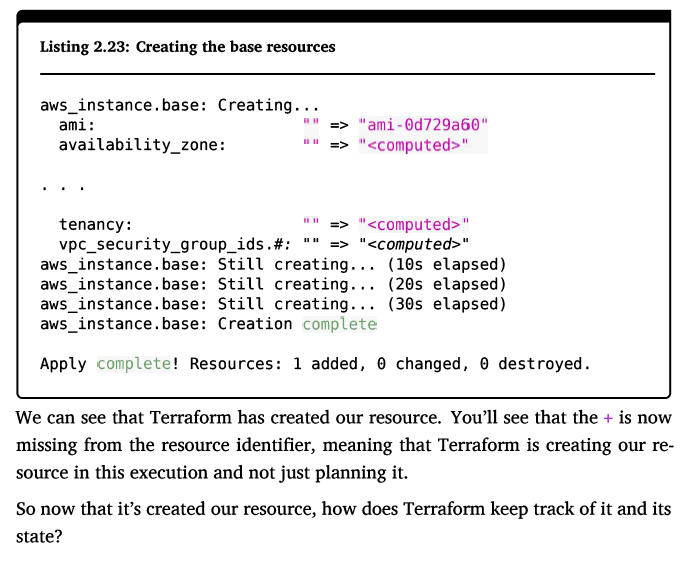 Listing 2.23: Creating the base resources
aws_instance.base: Creating...
ami: "" => "ami-0d729a60"
availability_zone: "" => "<computed>"
. . .
tenancy: "" => "<computed>"
vpc_security_group_ids.#: "" => "<computed>"
aws_instance.base: Still creating... (10s elapsed)
aws_instance.base: Still creating... (20s elapsed)
aws_instance.base: Still creating... (30s elapsed)
aws_instance.base: Creation complete
Apply complete! Resources: 1 added, 0 changed, 0 destroyed.
We can see that Terraform has created our resource. You’ll see that the + is now
missing from the resource identifier, meaning that Terraform is creating our re-
source in this execution and not just planning it.
So now that it’s created our resource, how does Terraform keep track of it and its
state?